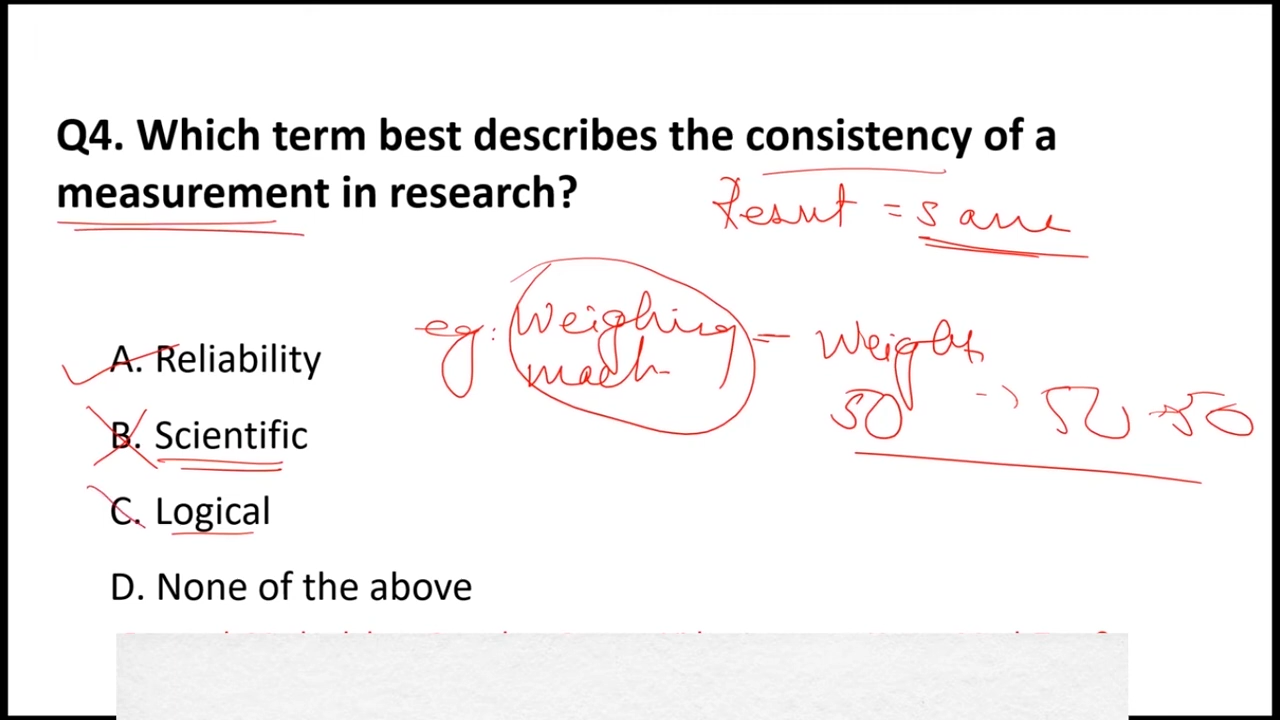 Q4. Which term best describes the consistency of a
measurement in research?
Result = same
eg: Weighing = Weight
mach
50 → 50 → 50
A. Reliability
B. Scientific
C. Logical
D. None of the above